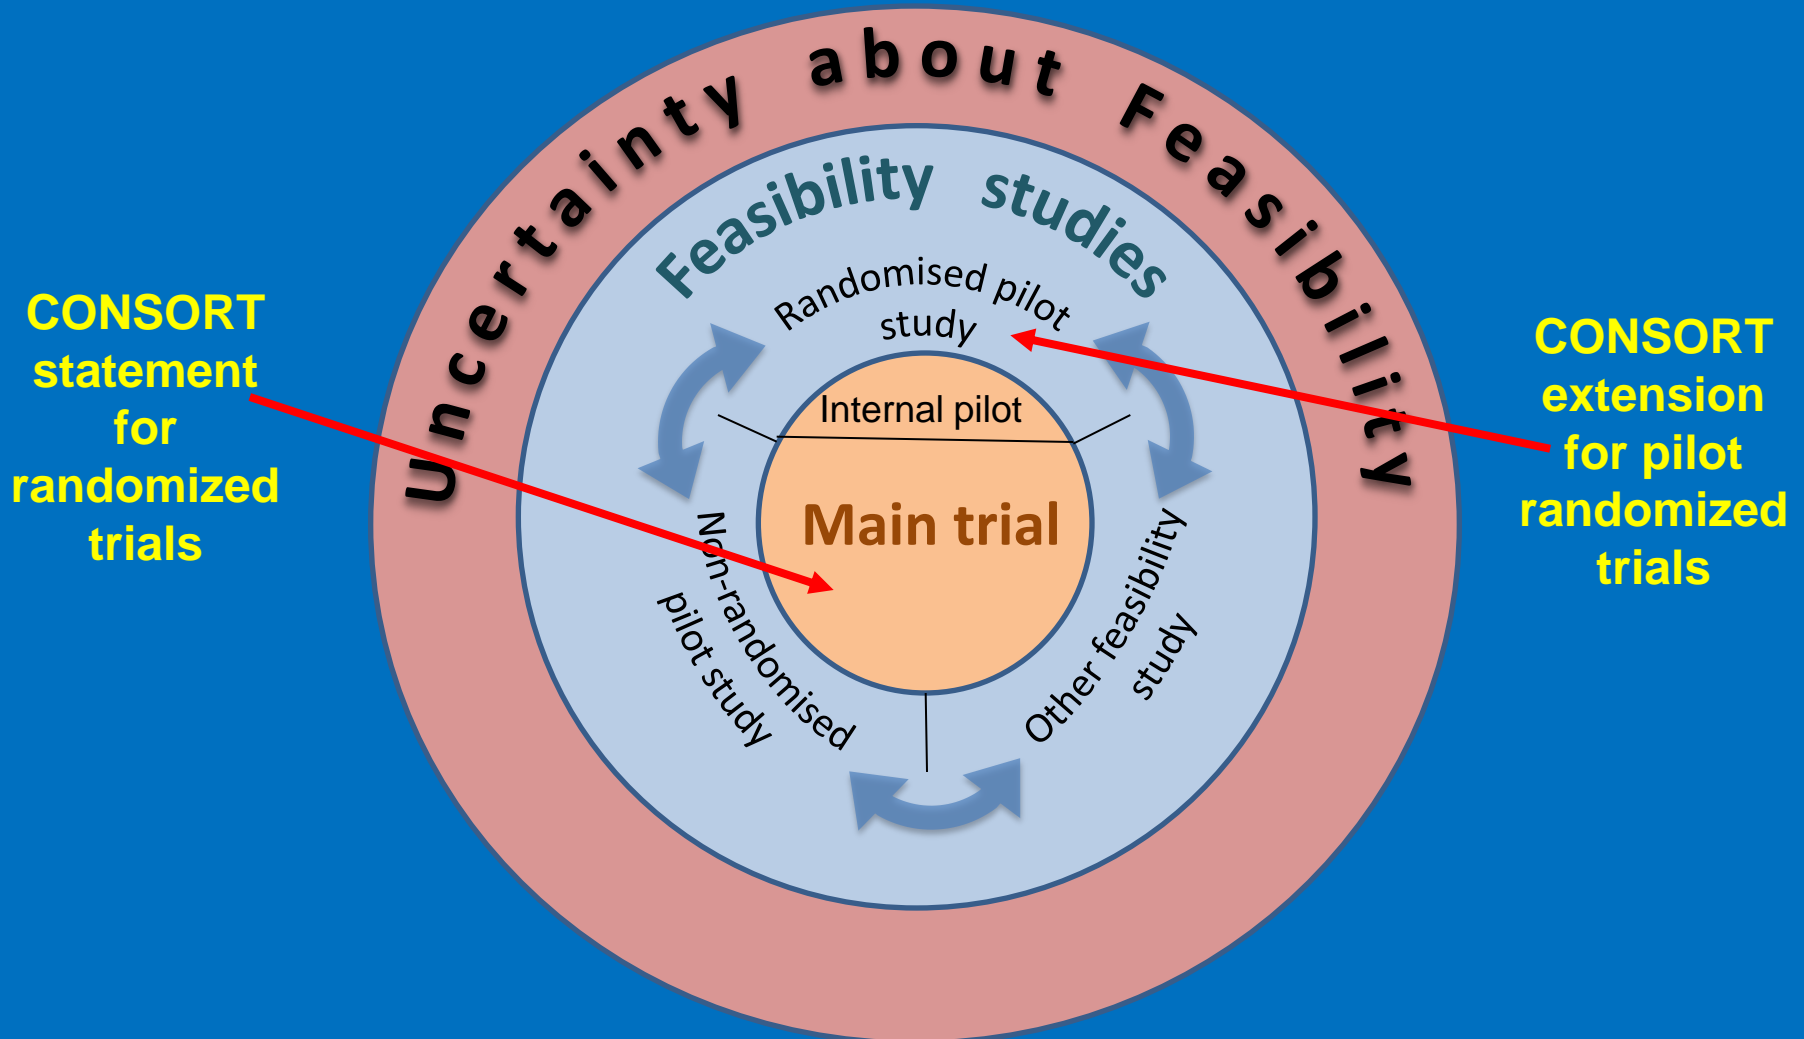 Uncertainty about Feasibility
Feasibility studies
Randomised pilot
study
Internal pilot
Main trial
Non-randomised
pilot study
Other feasibility
study
CONSORT
statement
for
randomized
trials
CONSORT
extension
for pilot
randomized
trials